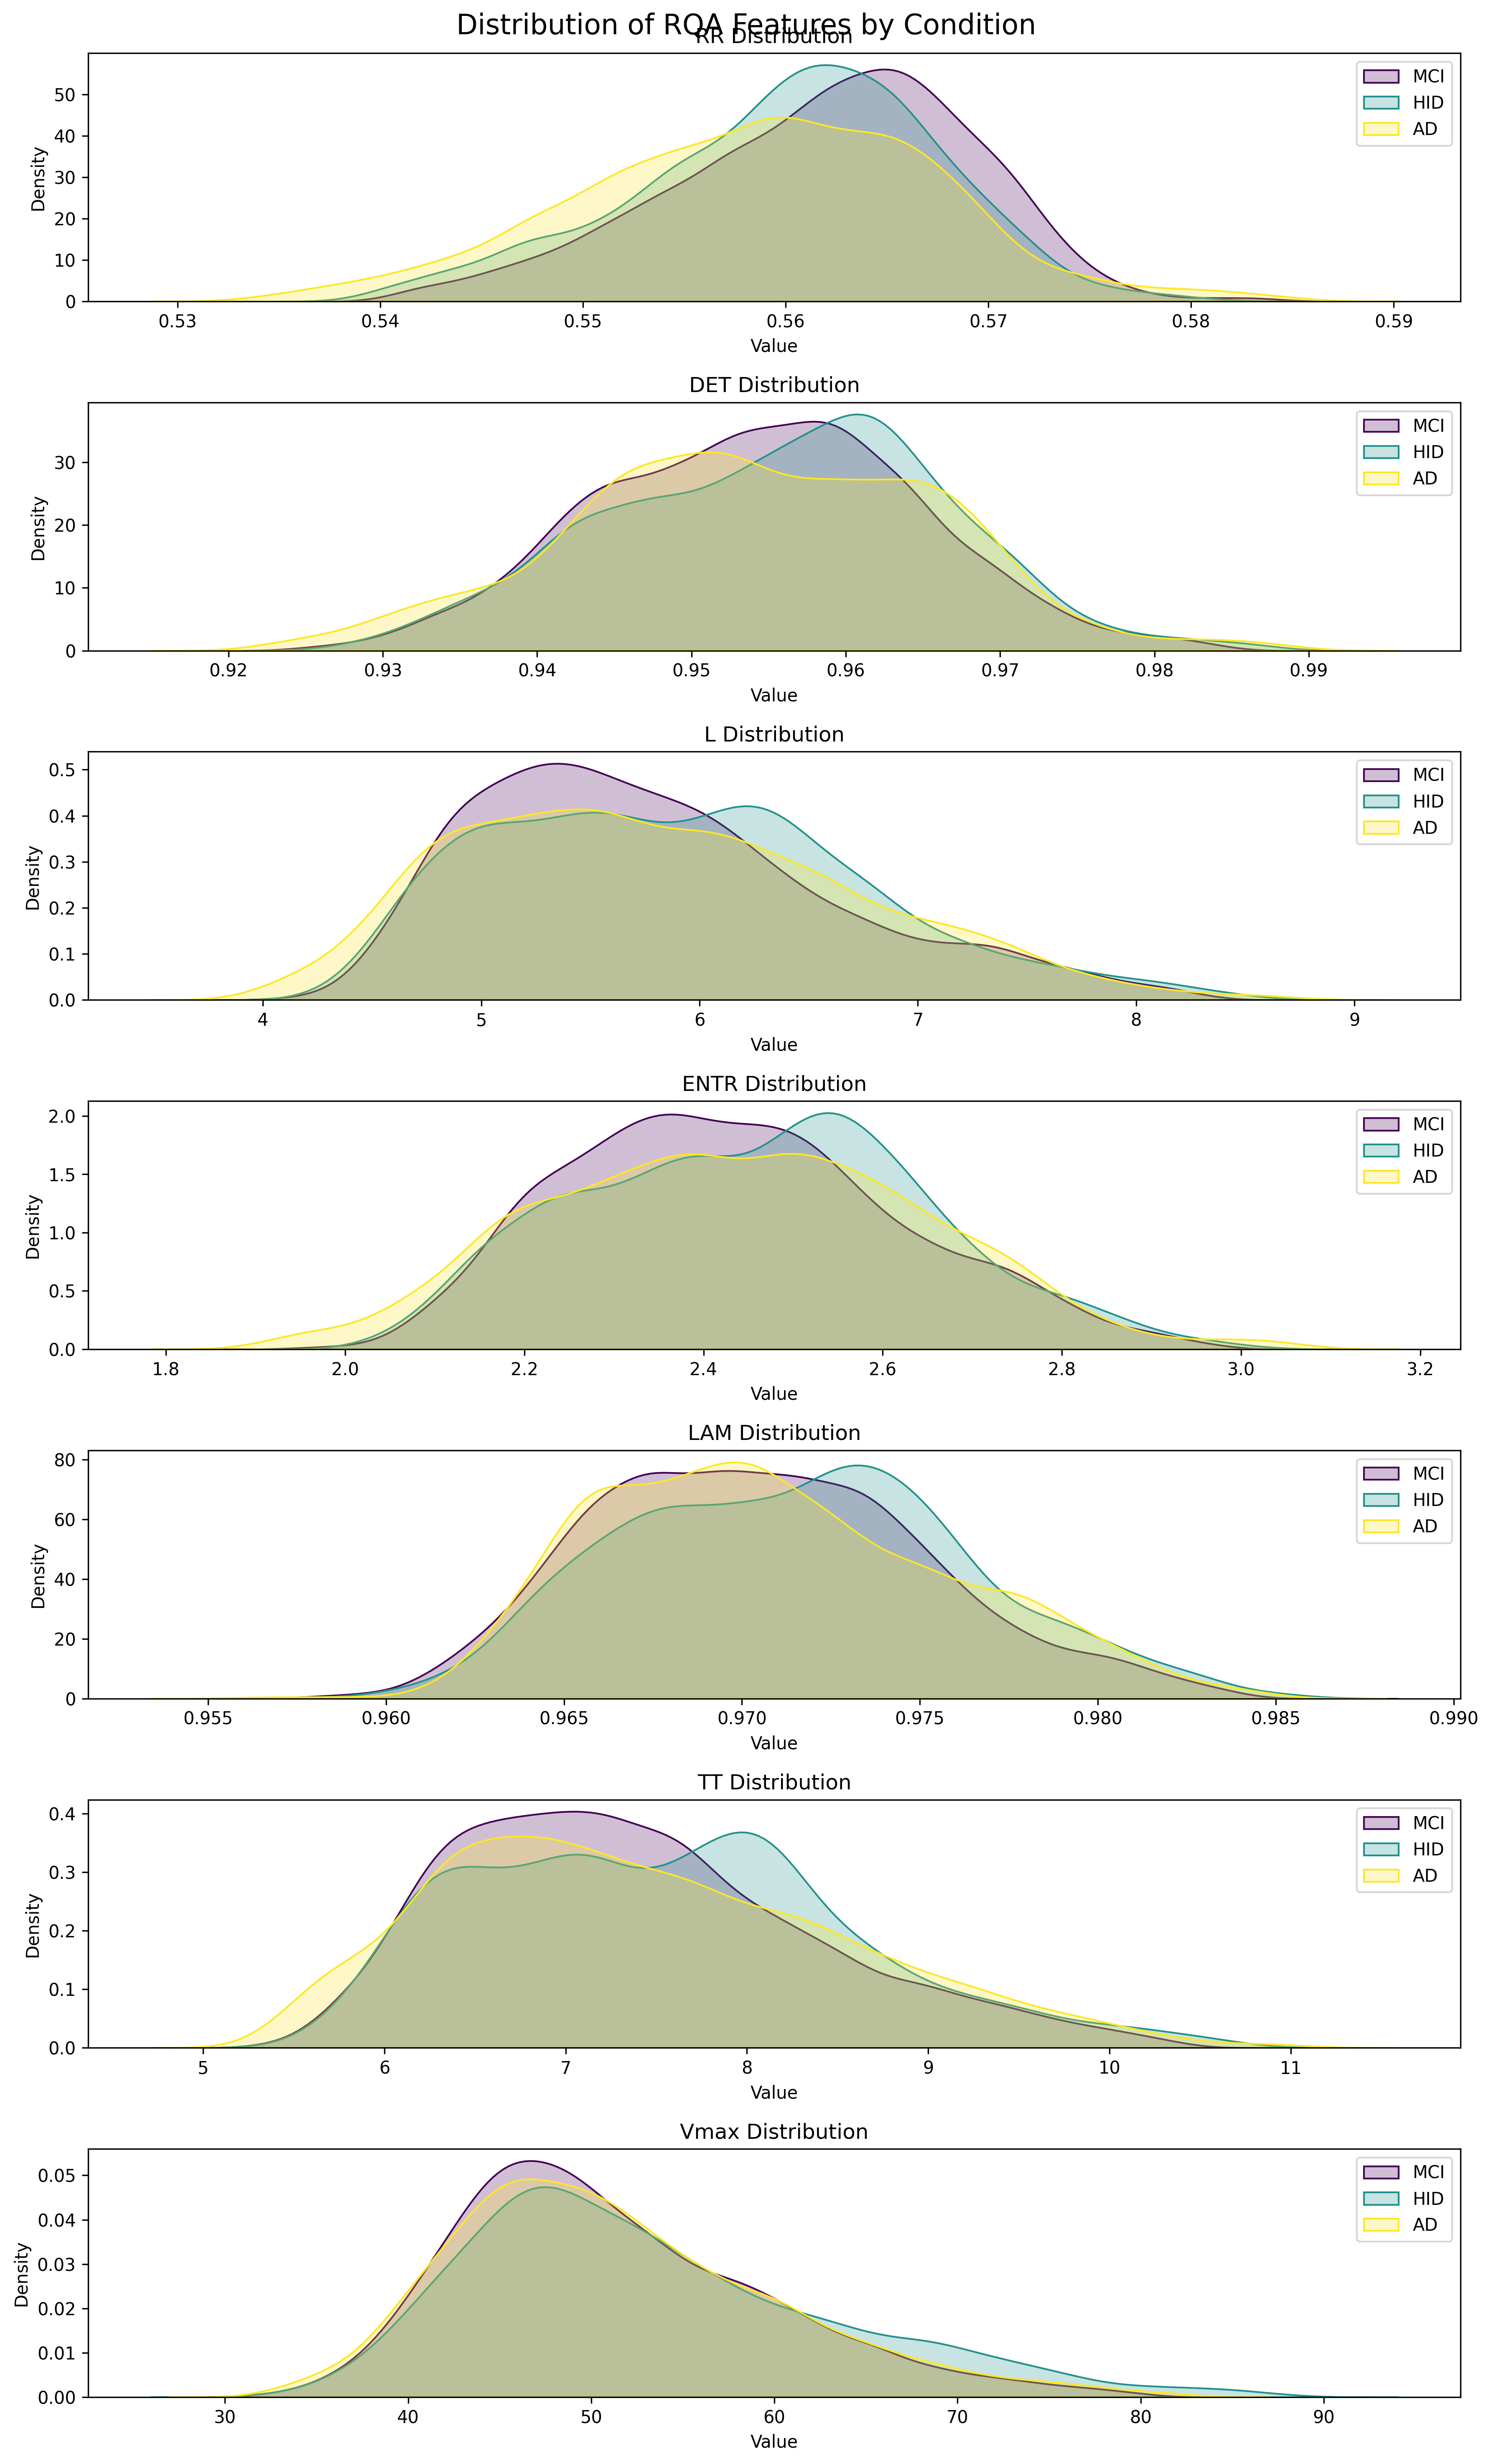 Distribution of RQA Features by Condition
RR Distribution
MCI
HID
AD
Density
50
40
30
20
10
0
0.53 0.54 0.55 0.56 0.57 0.58 0.59
Value
DET Distribution
MCI
HID
AD
Density
30
20
10
0
0.92 0.93 0.94 0.95 0.96 0.97 0.98 0.99
Value
L Distribution
MCI
HID
AD
Density
0.5
0.4
0.3
0.2
0.1
0.0
4 5 6 7 8 9
Value
ENTR Distribution
MCI
HID
AD
Density
2.0
1.5
1.0
0.5
0.0
1.8 2.0 2.2 2.4 2.6 2.8 3.0 3.2
Value
LAM Distribution
MCI
HID
AD
Density
80
60
40
20
0
0.955 0.960 0.965 0.970 0.975 0.980 0.985 0.990
Value
TT Distribution
MCI
HID
AD
Density
0.4
0.3
0.2
0.1
0.0
5 6 7 8 9 10 11
Value
Vmax Distribution
MCI
HID
AD
Density
0.05
0.04
0.03
0.02
0.01
0.00
30 40 50 60 70 80 90
Value